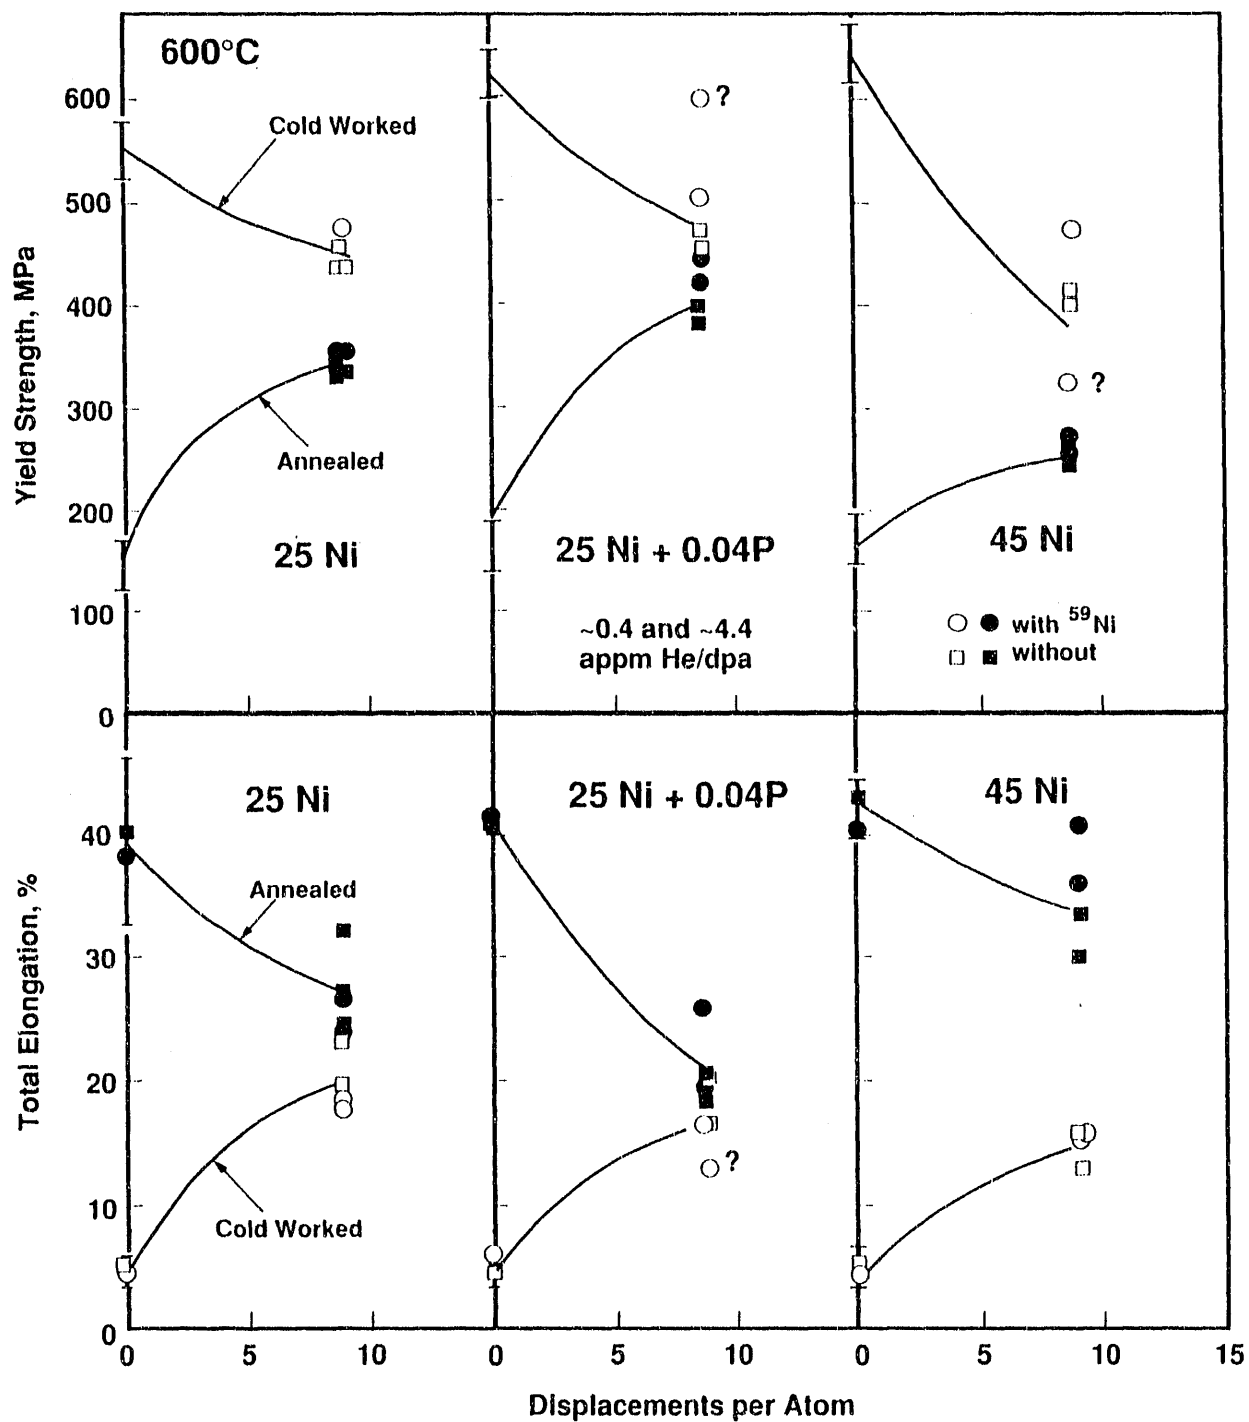 600°C
600
500
400
300
200
100
0
Yield Strength, MPa
Cold Worked
Annealed
25 Ni
?
25 Ni + 0.04P
~0.4 and ~4.4
appm He/dpa
?
45 Ni
with 59Ni
without
40
30
20
10
0
Total Elongation, %
25 Ni
Annealed
Cold Worked
25 Ni + 0.04P
?
45 Ni
0 5 10 0 5 10 0 5 10 15
Displacements per Atom